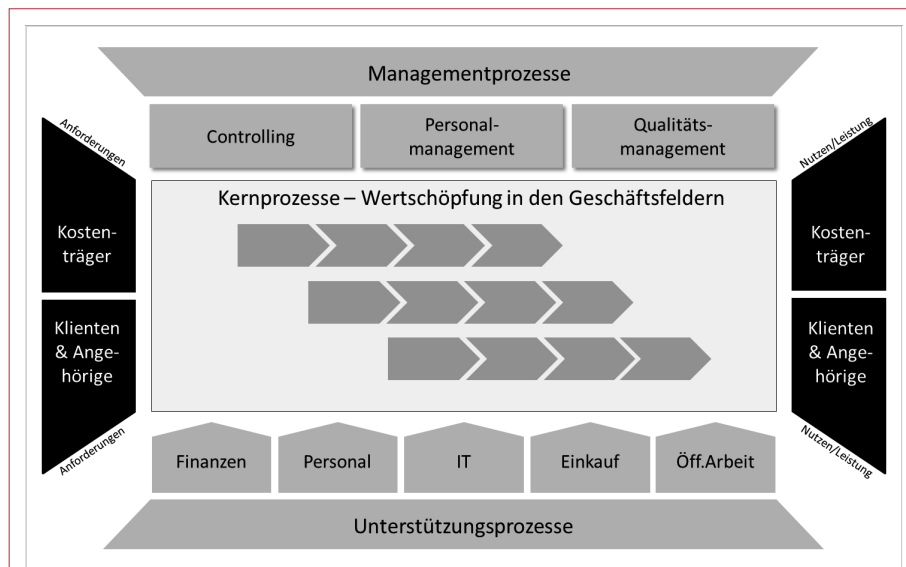 Managementprozesse
Controlling
Personal-
management
Qualitäts-
management
Anforderungen
Kosten-
träger
Klienten
& Ange-
hörige
Anforderungen
Kernprozesse – Wertschöpfung in den Geschäftsfeldern
Nutzen/Leistung
Kosten-
träger
Klienten
& Ange-
hörige
Nutzen/Leistung
Finanzen
Personal
IT
Einkauf
Öff.Arbeit
Unterstützungsprozesse